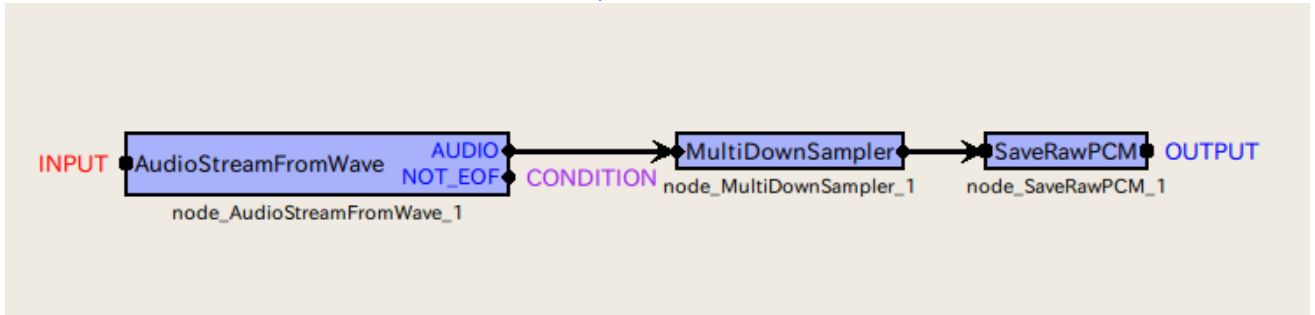 AUDIO
INPUT AudioStreamFromWave NOT_EOF CONDITION MultiDownSampler SaveRawPCM OUTPUT
node_AudioStreamFromWave_1 node_MultiDownSampler_1 node_SaveRawPCM_1